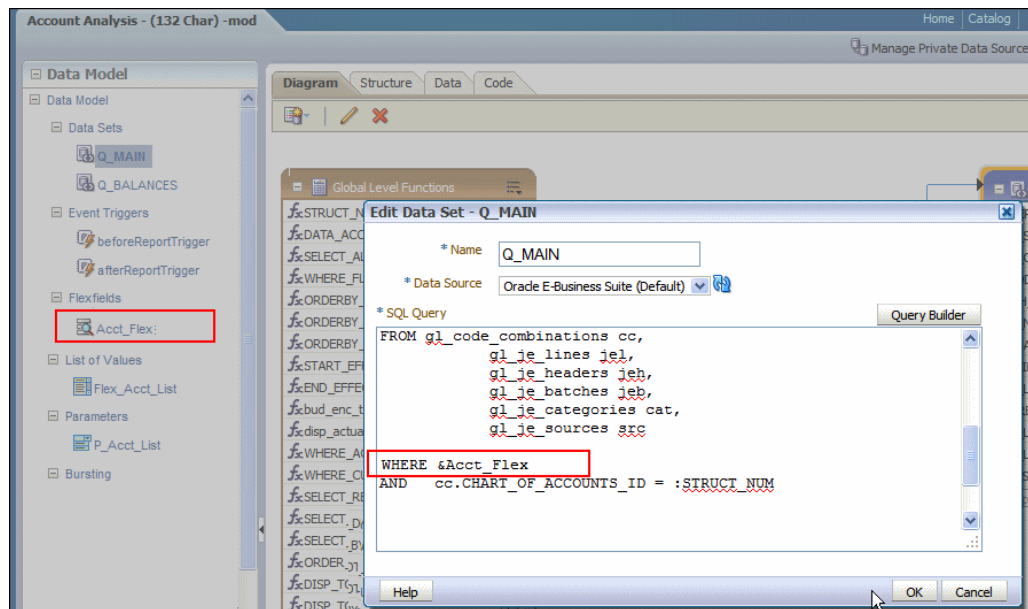 Account Analysis - (132 Char) -mod
Home
Catalog
Manage Private Data Source
Data Model
Data Model
Data Sets
Q_MAIN
Q_BALANCES
Event Triggers
beforeReportTrigger
afterReportTrigger
Flexfields
Acct_Flex:
List of Values
Flex_Acct_List
Parameters
P_Acct_List
Bursting
Diagram
Structure
Data
Code
Global Level Functions
STRUCT_N
DATA_ACC
SELECT_AL
WHERE_FL
ORDERBY_
ORDERBY_
ORDERBY_
START_EFF
END_EFFE
bud_enc_t
disp_actua
WHERE_AC
WHERE_CU
SELECT_RE
Edit Data Set - Q_MAIN
* Name
Q_MAIN
* Data Source
Oracle E-Business Suite (Default)
* SQL Query
Query Builder
FROM gl_code_combinations cc,
gl_je_lines jel,
gl_je_headers jeh,
gl_je_batches jeb,
gl_je_categories cat,
gl_je_sources src
WHERE &Acct_Flex
AND cc.CHART_OF_ACCOUNTS_ID = :STRUCT_NUM
Help
OK
Cancel